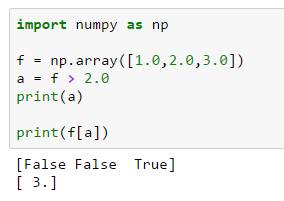 import numpy as np
f = np.array([1.0,2.0,3.0])
a = f > 2.0
print(a)
print(f[a])
[False False  True]
[ 3.]